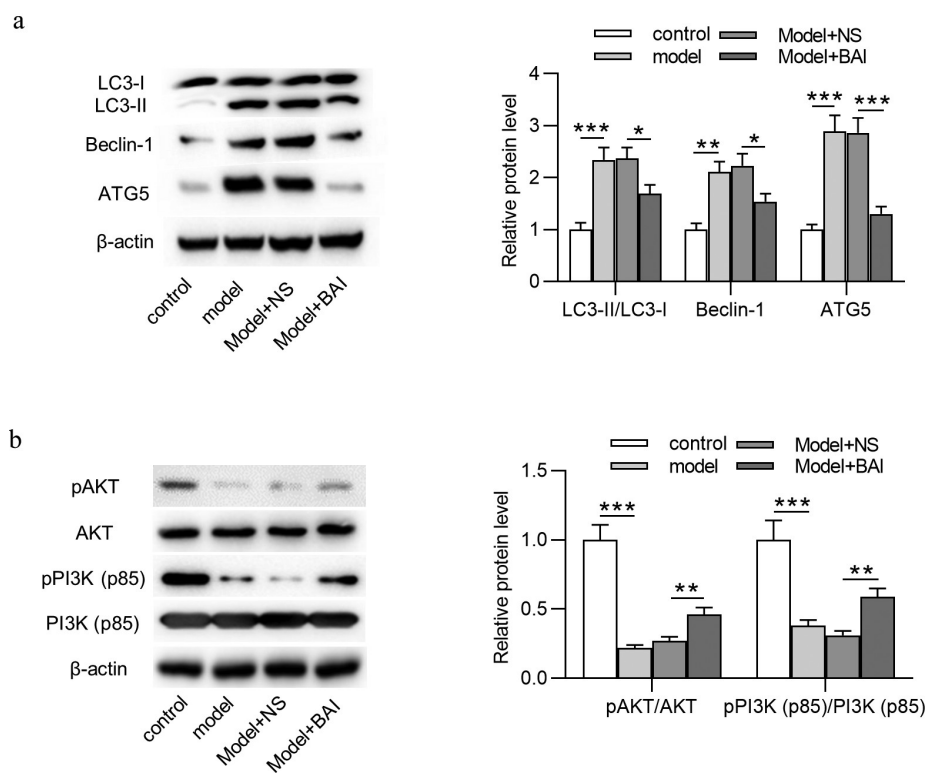 a
LC3-I
LC3-II
Beclin-1
ATG5
β-actin
control
model
Model+NS
Model+BAI
control
Model+NS
model
Model+BAI
Relative protein level
4
3
2
1
0
***
*
**
*
***
***
LC3-II/LC3-I
Beclin-1
ATG5
b
pAKT
AKT
pPI3K (p85)
PI3K (p85)
β-actin
control
model
Model+NS
Model+BAI
control
Model+NS
model
Model+BAI
Relative protein level
1.5
1.0
0.5
0.0
***
**
***
**
pAKT/AKT
pPI3K (p85)/PI3K (p85)